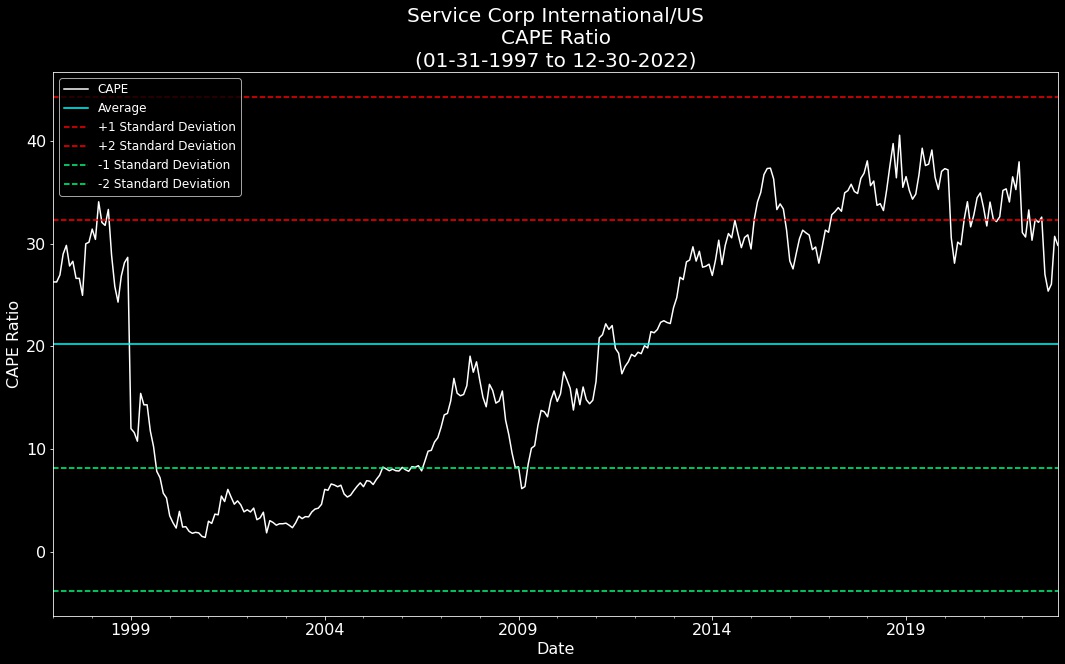 Service Corp International/US
CAPE Ratio
(01-31-1997 to 12-30-2022)
CAPE
Average
+1 Standard Deviation
+2 Standard Deviation
-1 Standard Deviation
-2 Standard Deviation
CAPE Ratio
40
30
20
10
0
1999 2004 2009 2014 2019
Date